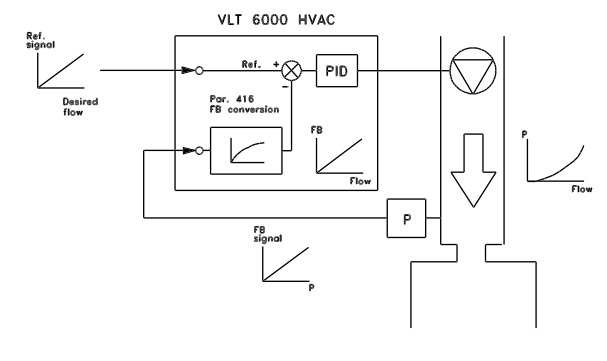 VLT 6000 HVAC
Ref.
signal
Desired
flow
Ref.
+
−
PID
Par. 416
FB conversion
FB
Flow
P
Flow
P
FB
signal
P